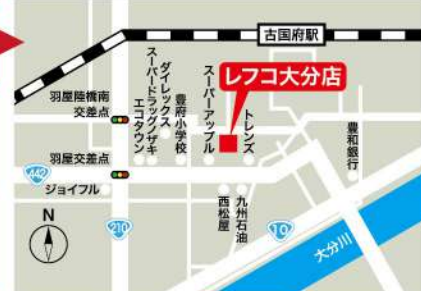 古国府駅
レフコ大分店
羽屋陸橋南
交差点
エコタウン
スーパードラッグノザキ
ダイレックス
豊府小学校
スーパーアップル
トレンズ
豊和銀行
羽屋交差点
442
ジョイフル
西松屋
九州石油
N
210
10
大分川